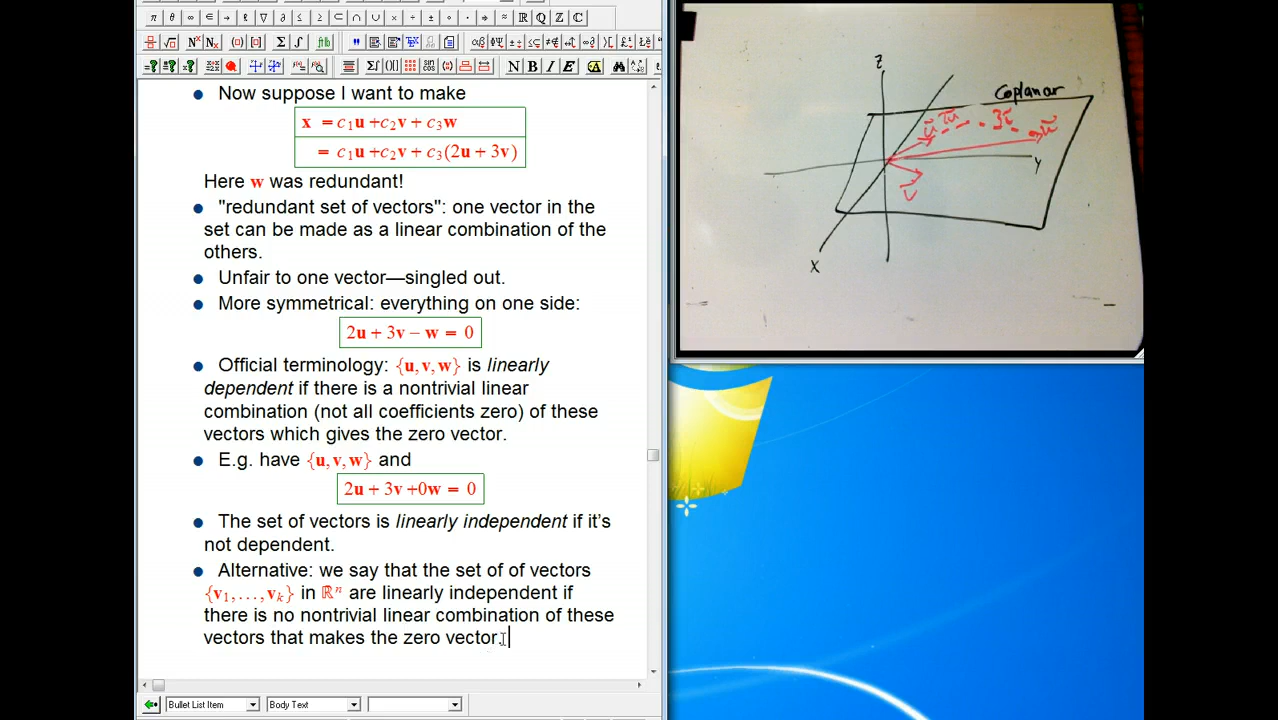 Now suppose I want to make
x = c₁u +c₂v + c₃w
= c₁u +c₂v + c₃(2u + 3v)
Here w was redundant!
"redundant set of vectors": one vector in the
set can be made as a linear combination of the
others.
Unfair to one vector—singled out.
More symmetrical: everything on one side:
2u + 3v − w = 0
Official terminology: {u, v, w} is linearly
dependent if there is a nontrivial linear
combination (not all coefficients zero) of these
vectors which gives the zero vector.
E.g. have {u, v, w} and
2u + 3v +0w = 0
The set of vectors is linearly independent if it's
not dependent.
Alternative: we say that the set of of vectors
{v₁,…,vₖ} in ℝⁿ are linearly independent if
there is no nontrivial linear combination of these
vectors that makes the zero vector.
Bullet List Item
Body Text
z
Coplanar
y
x